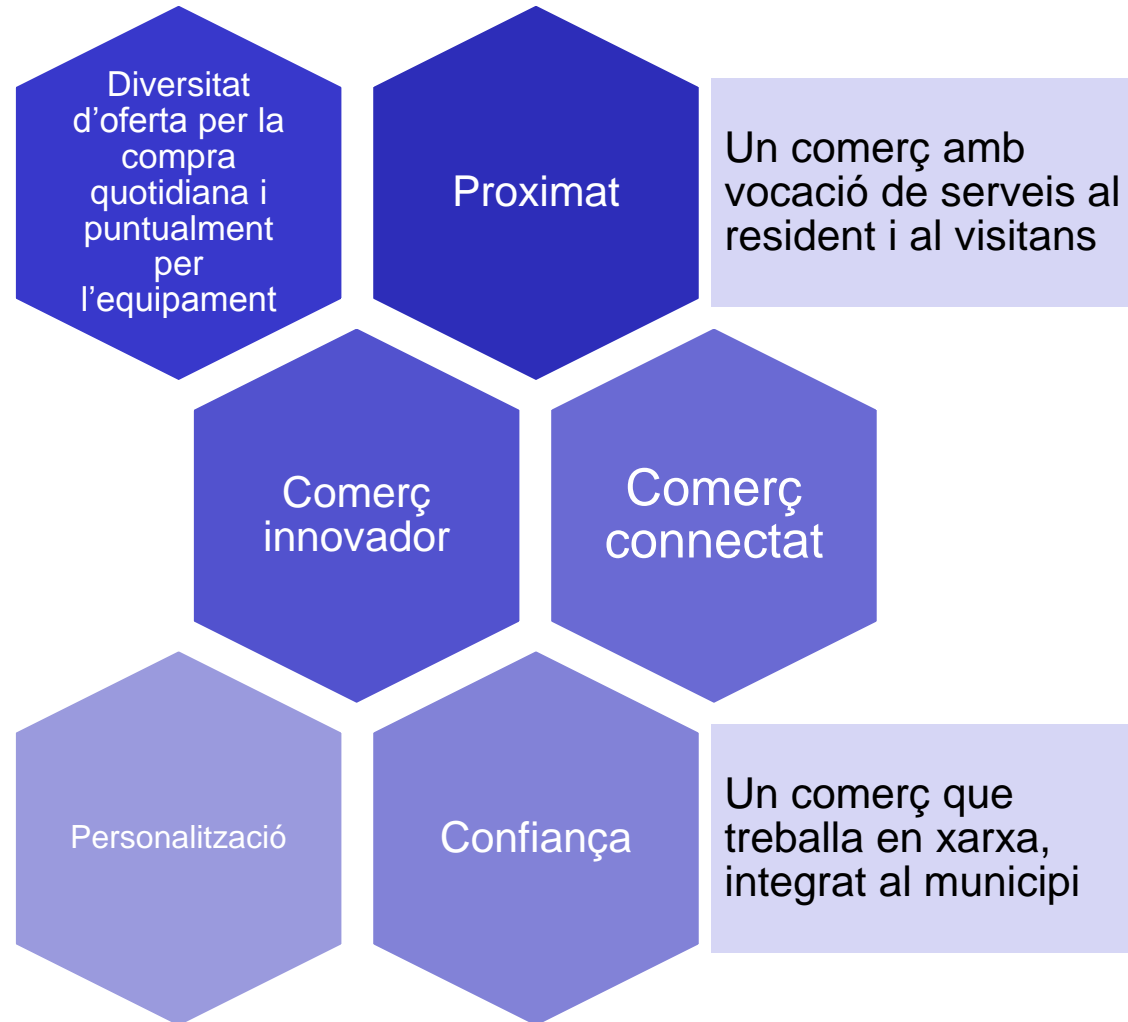 Diversitat
d’oferta per la
compra
quotidiana i
puntualment
per
l’equipament
Proximat
Un comerç amb
vocació de serveis al
resident i al visitans
Comerç
innovador
Comerç
connectat
Personalització
Confiança
Un comerç que
treballa en xarxa,
integrat al municipi